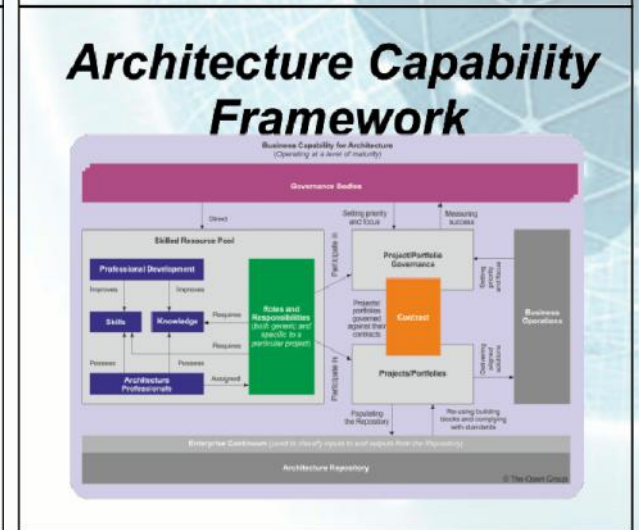 Architecture Capability
Framework
Business Capability for Architecture
(Operating at a level of maturity)
Governance Bodies
Direct
Setting priority
and focus
Measuring
success
Skilled Resource Pool
Professional Development
Improves
Improves
Skills
Knowledge
Requires
Requires
Possess
Possess
Architecture
Professionals
Assigned
Roles and
Responsibilities
(both generic and
specific to a
particular project)
Participate in
Participate in
Project/Portfolio
Governance
Projects/
portfolios
governed
against their
contracts
Contract
Projects/Portfolios
Setting
priority
and focus
Delivering
aligned
solutions
Business
Operations
Populating
the Repository
Re-using building
blocks and complying
with standards
Enterprise Continuum (used to classify inputs to and outputs from the Repository)
Architecture Repository
© The Open Group